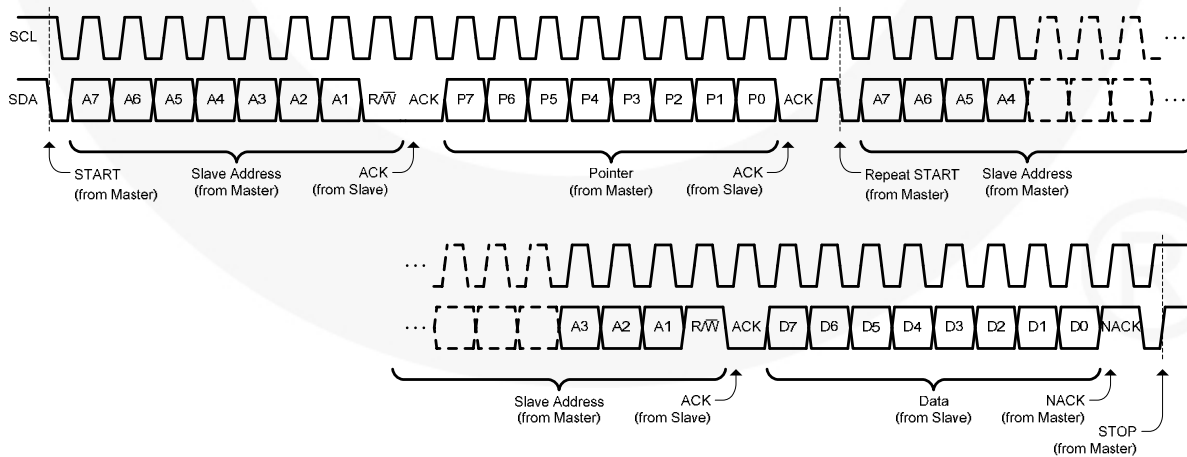 SCL ...
SDA A7 A6 A5 A4 A3 A2 A1 R/W̅ ACK P7 P6 P5 P4 P3 P2 P1 P0 ACK A7 A6 A5 A4 ...
START
(from Master)
Slave Address
(from Master)
ACK
(from Slave)
Pointer
(from Master)
ACK
(from Slave)
Repeat START
(from Master)
Slave Address
(from Master)
...
... A3 A2 A1 R/W̅ ACK D7 D6 D5 D4 D3 D2 D1 D0 NACK
Slave Address
(from Master)
ACK
(from Slave)
Data
(from Slave)
NACK
(from Master)
STOP
(from Master)
®